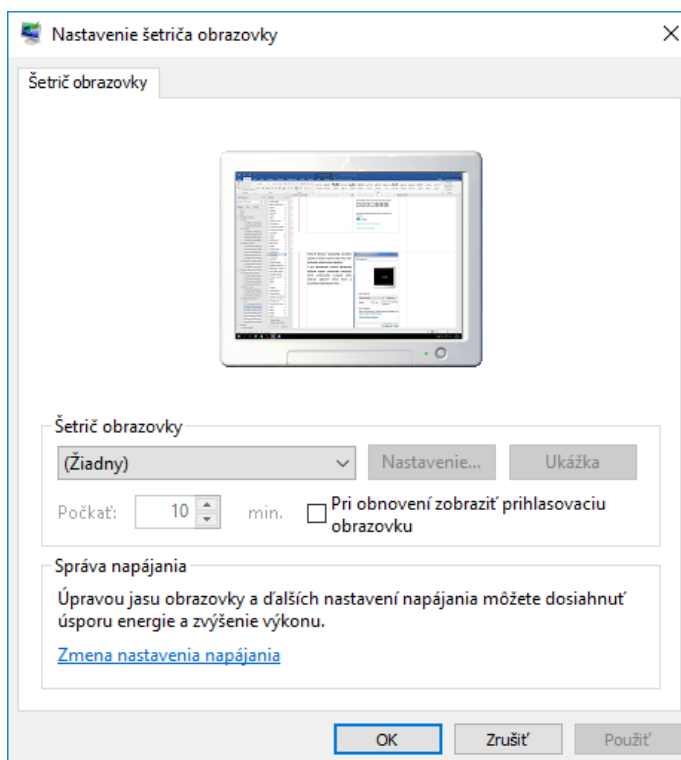 Nastavenie šetriča obrazovky
Šetrič obrazovky
Šetrič obrazovky
(Žiadny)
Nastavenie...
Ukážka
Počkať:
10
min.
Pri obnovení zobraziť prihlasovaciu
obrazovku
Správa napájania
Úpravou jasu obrazovky a ďalších nastavení napájania môžete dosiahnuť
úsporu energie a zvýšenie výkonu.
Zmena nastavenia napájania
OK
Zrušiť
Použiť